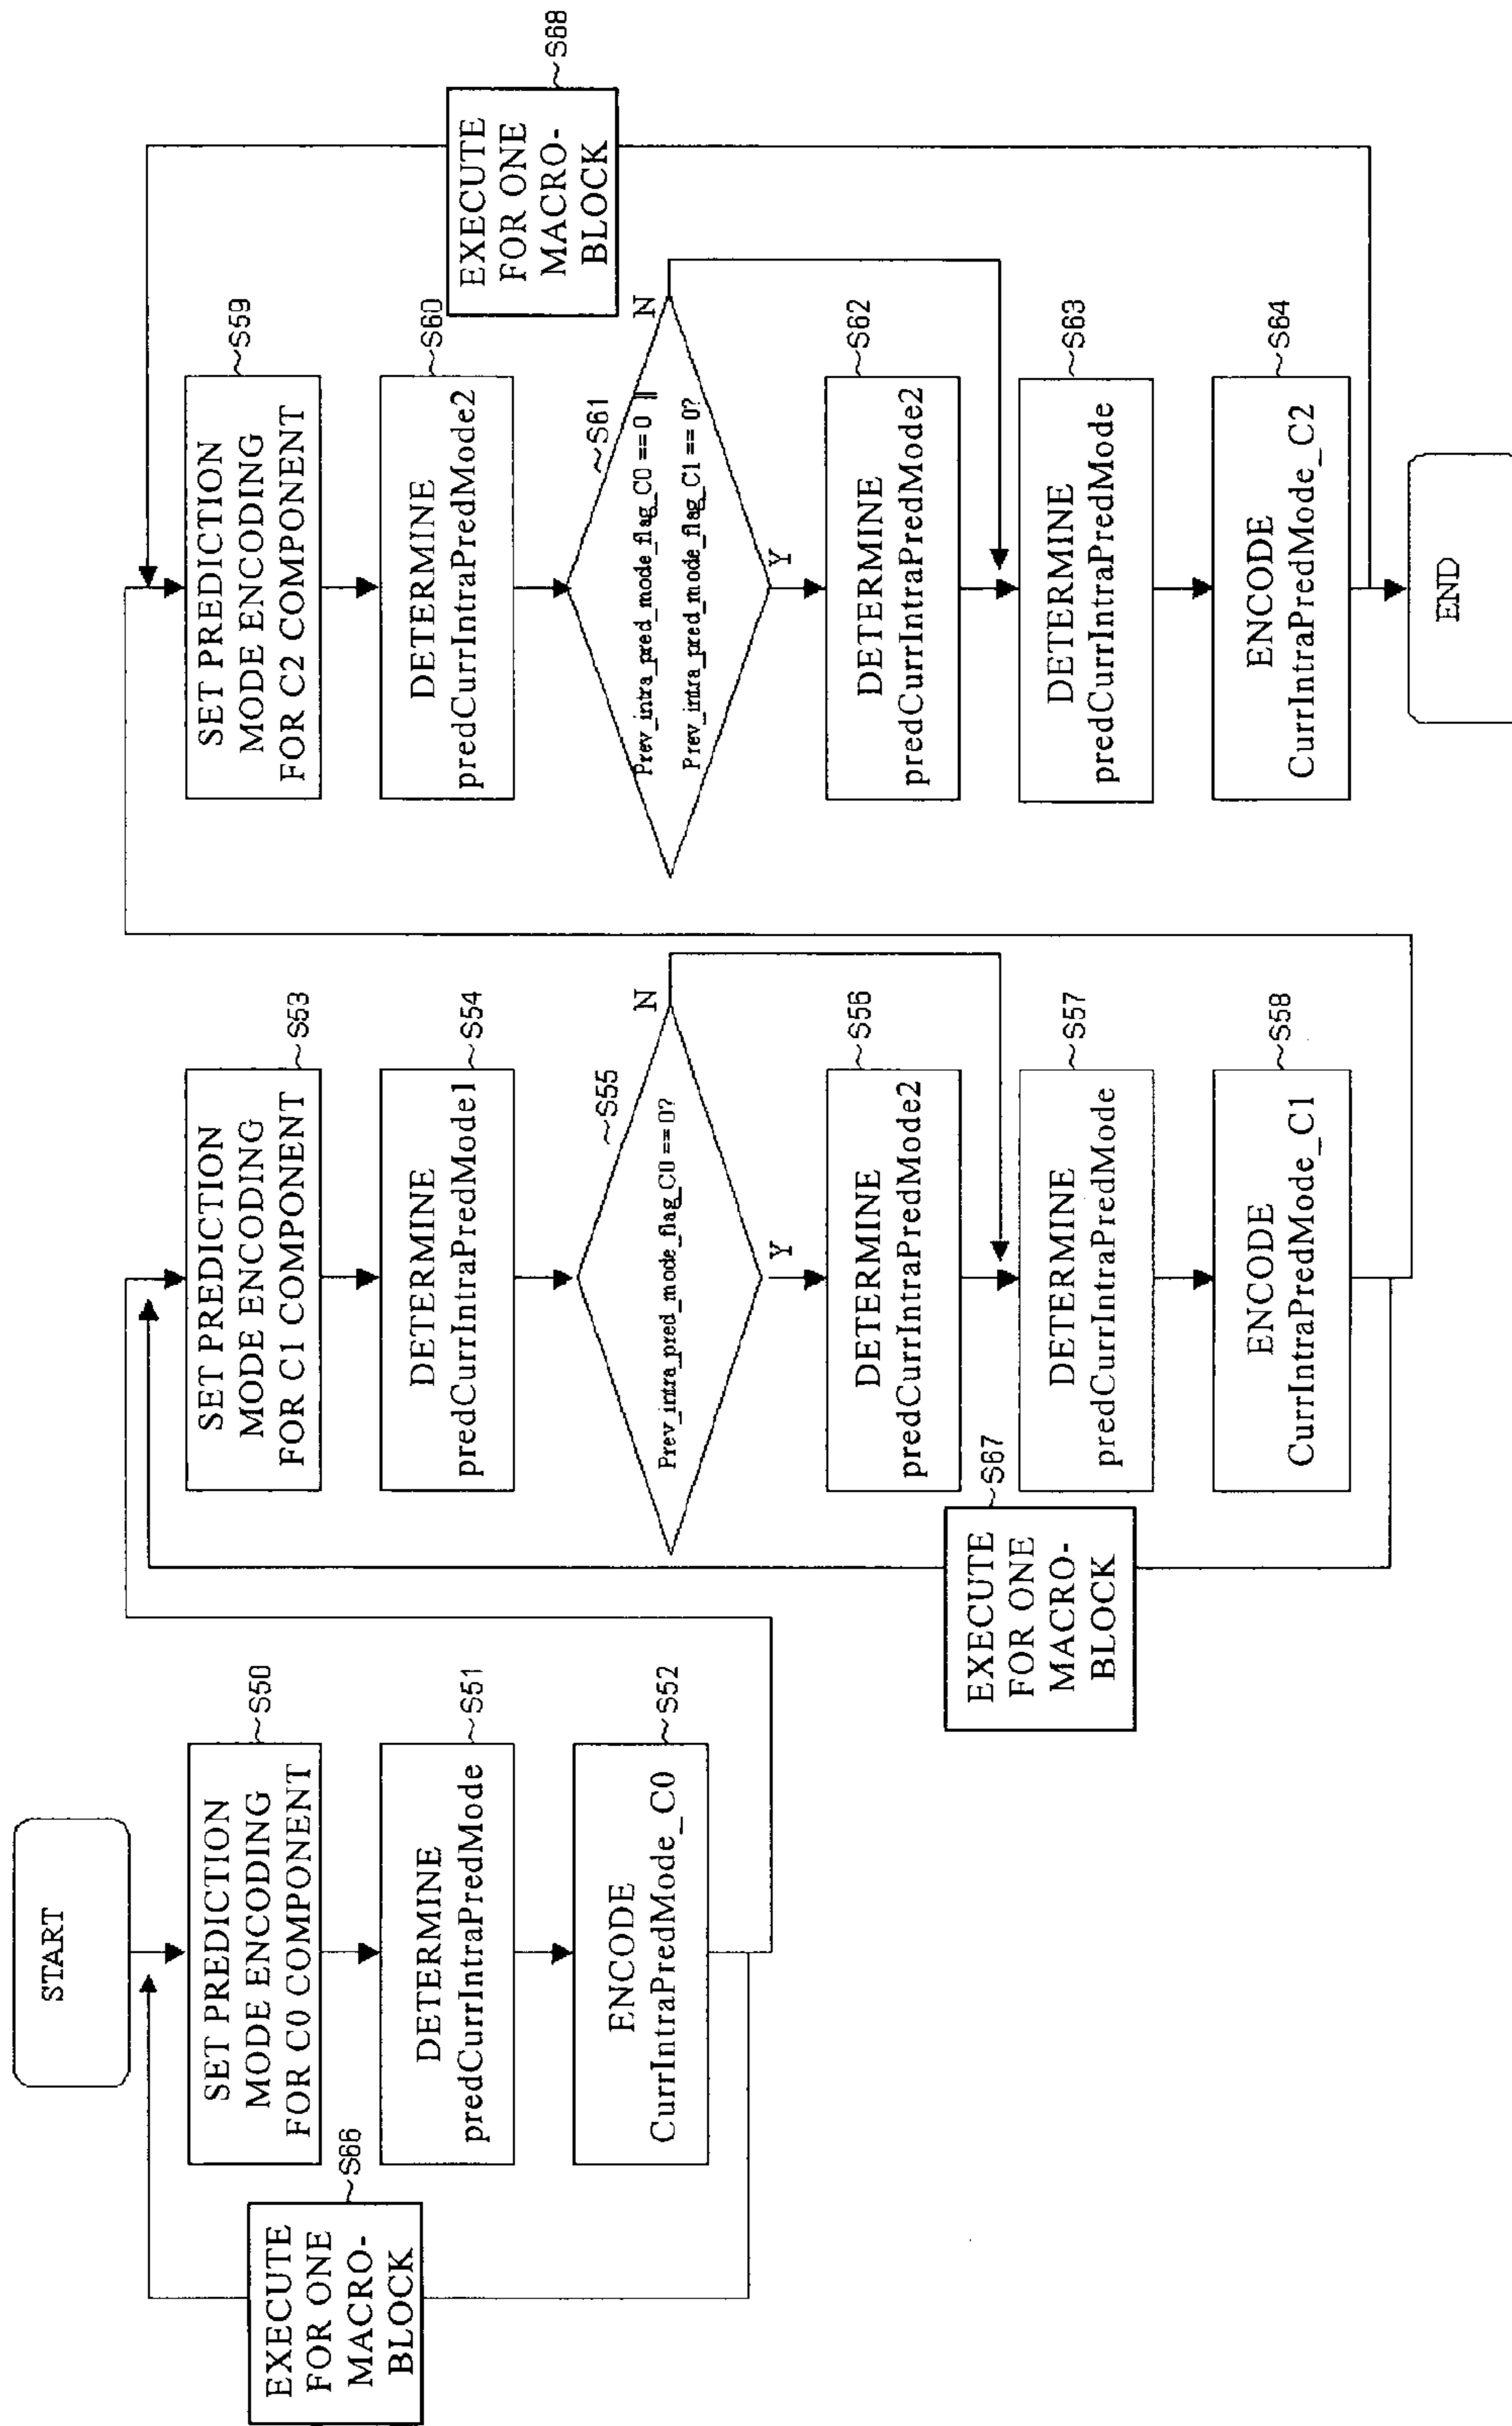 START
SET PREDICTION
MODE ENCODING
FOR C0 COMPONENT
~S50
DETERMINE
predCurrIntraPredMode
~S51
ENCODE
CurrIntraPredMode_C0
~S52
EXECUTE
FOR ONE
MACRO-
BLOCK
~S66
SET PREDICTION
MODE ENCODING
FOR C1 COMPONENT
~S53
DETERMINE
predCurrIntraPredMode1
~S54
Prev_intra_pred_mode_flag_C0 == 0?
~S55
N
Y
DETERMINE
predCurrIntraPredMode2
~S56
DETERMINE
predCurrIntraPredMode
~S57
ENCODE
CurrIntraPredMode_C1
~S58
EXECUTE
FOR ONE
MACRO-
BLOCK
~S67
SET PREDICTION
MODE ENCODING
FOR C2 COMPONENT
~S59
DETERMINE
predCurrIntraPredMode2
~S60
Prev_intra_pred_mode_flag_C0 == 0 ||
Prev_intra_pred_mode_flag_C1 == 0?
~S61
N
Y
DETERMINE
predCurrIntraPredMode2
~S62
DETERMINE
predCurrIntraPredMode
~S63
ENCODE
CurrIntraPredMode_C2
~S64
EXECUTE
FOR ONE
MACRO-
BLOCK
~S68
END